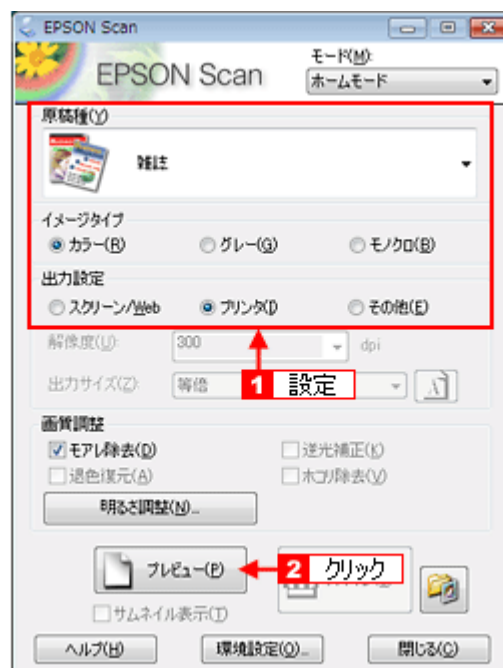 EPSON Scan
EPSON Scan
モード(M):
ホームモード
原稿種(Y)
雑誌
イメージタイプ
カラー(R) グレー(G) モノクロ(B)
出力設定
スクリーン/Web プリンタ(I) その他(E)
解像度(U): 300 dpi
出力サイズ(Z): 等倍
1 設定
画質調整
モアレ除去(D) 逆光補正(K)
退色復元(A) ホコリ除去(V)
明るさ調整(N)...
プレビュー(P) 2 クリック
サムネイル表示(T)
ヘルプ(H) 環境設定(O)... 閉じる(C)